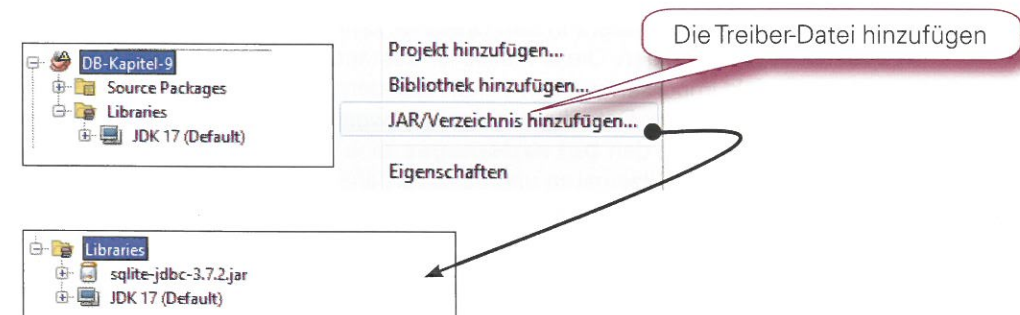 DB-Kapitel-9
Source Packages
Libraries
JDK 17 (Default)
Projekt hinzufügen...
Bibliothek hinzufügen...
JAR/Verzeichnis hinzufügen...
Eigenschaften
Die Treiber-Datei hinzufügen
Libraries
sqlite-jdbc-3.7.2.jar
JDK 17 (Default)